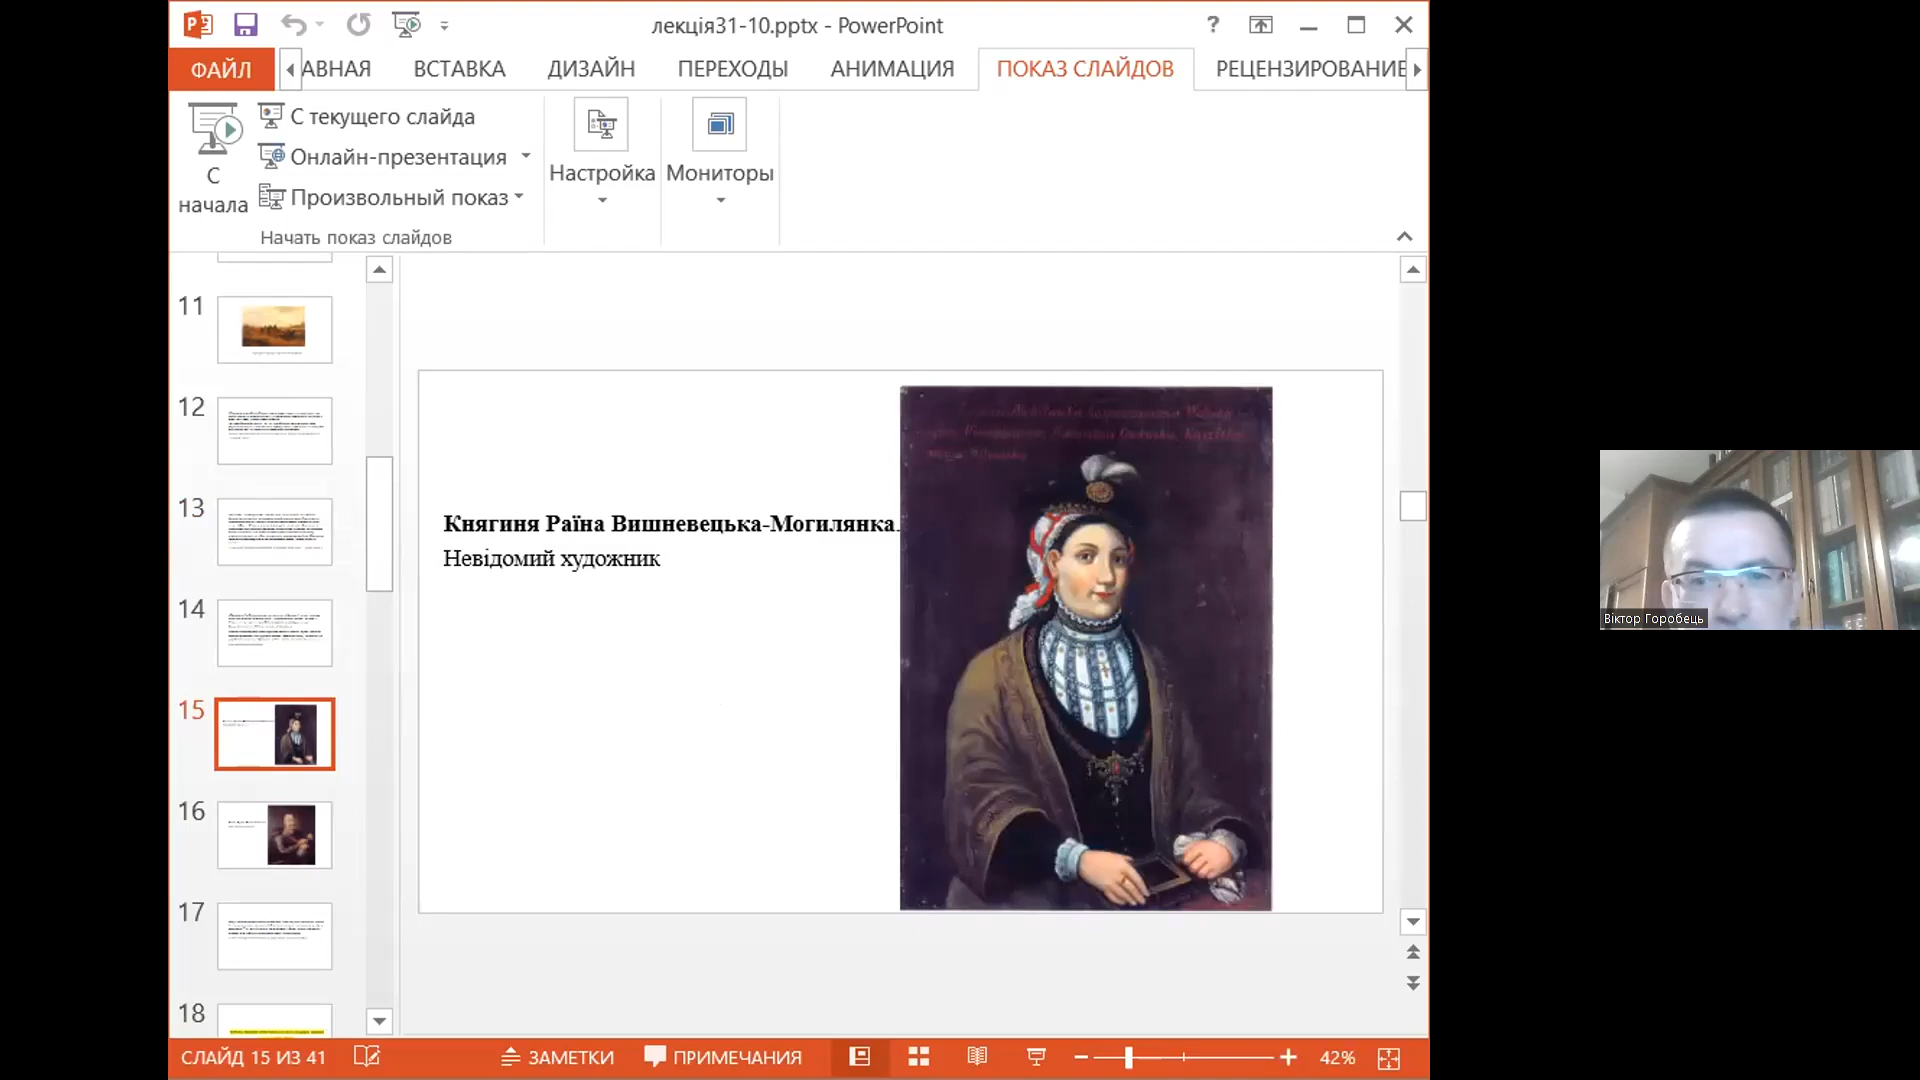 лекція31-10.pptx - PowerPoint
?
ФАЙЛ
АВНАЯ
ВСТАВКА
ДИЗАЙН
ПЕРЕХОДЫ
АНИМАЦИЯ
ПОКАЗ СЛАЙДОВ
РЕЦЕНЗИРОВАНИЕ
С
начала
С текущего слайда
Онлайн-презентация
Произвольный показ
Начать показ слайдов
Настройка
Мониторы
11
12
13
14
15
16
17
18
Княгиня Раїна Вишневецька-Могилянка.
Невідомий художник
Віктор Горобець
СЛАЙД 15 ИЗ 41
ЗАМЕТКИ
ПРИМЕЧАНИЯ
42%